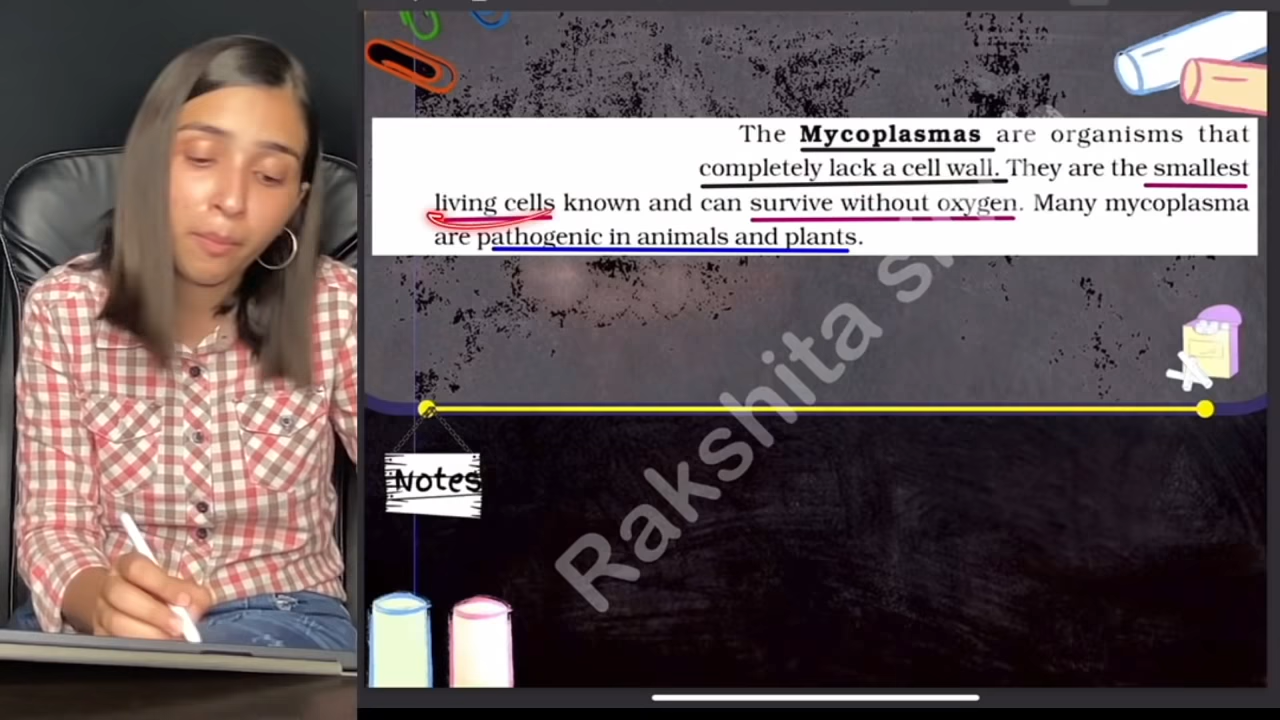 The Mycoplasmas are organisms that
completely lack a cell wall. They are the smallest
living cells known and can survive without oxygen. Many mycoplasma
are pathogenic in animals and plants.
Notes
Rakshita